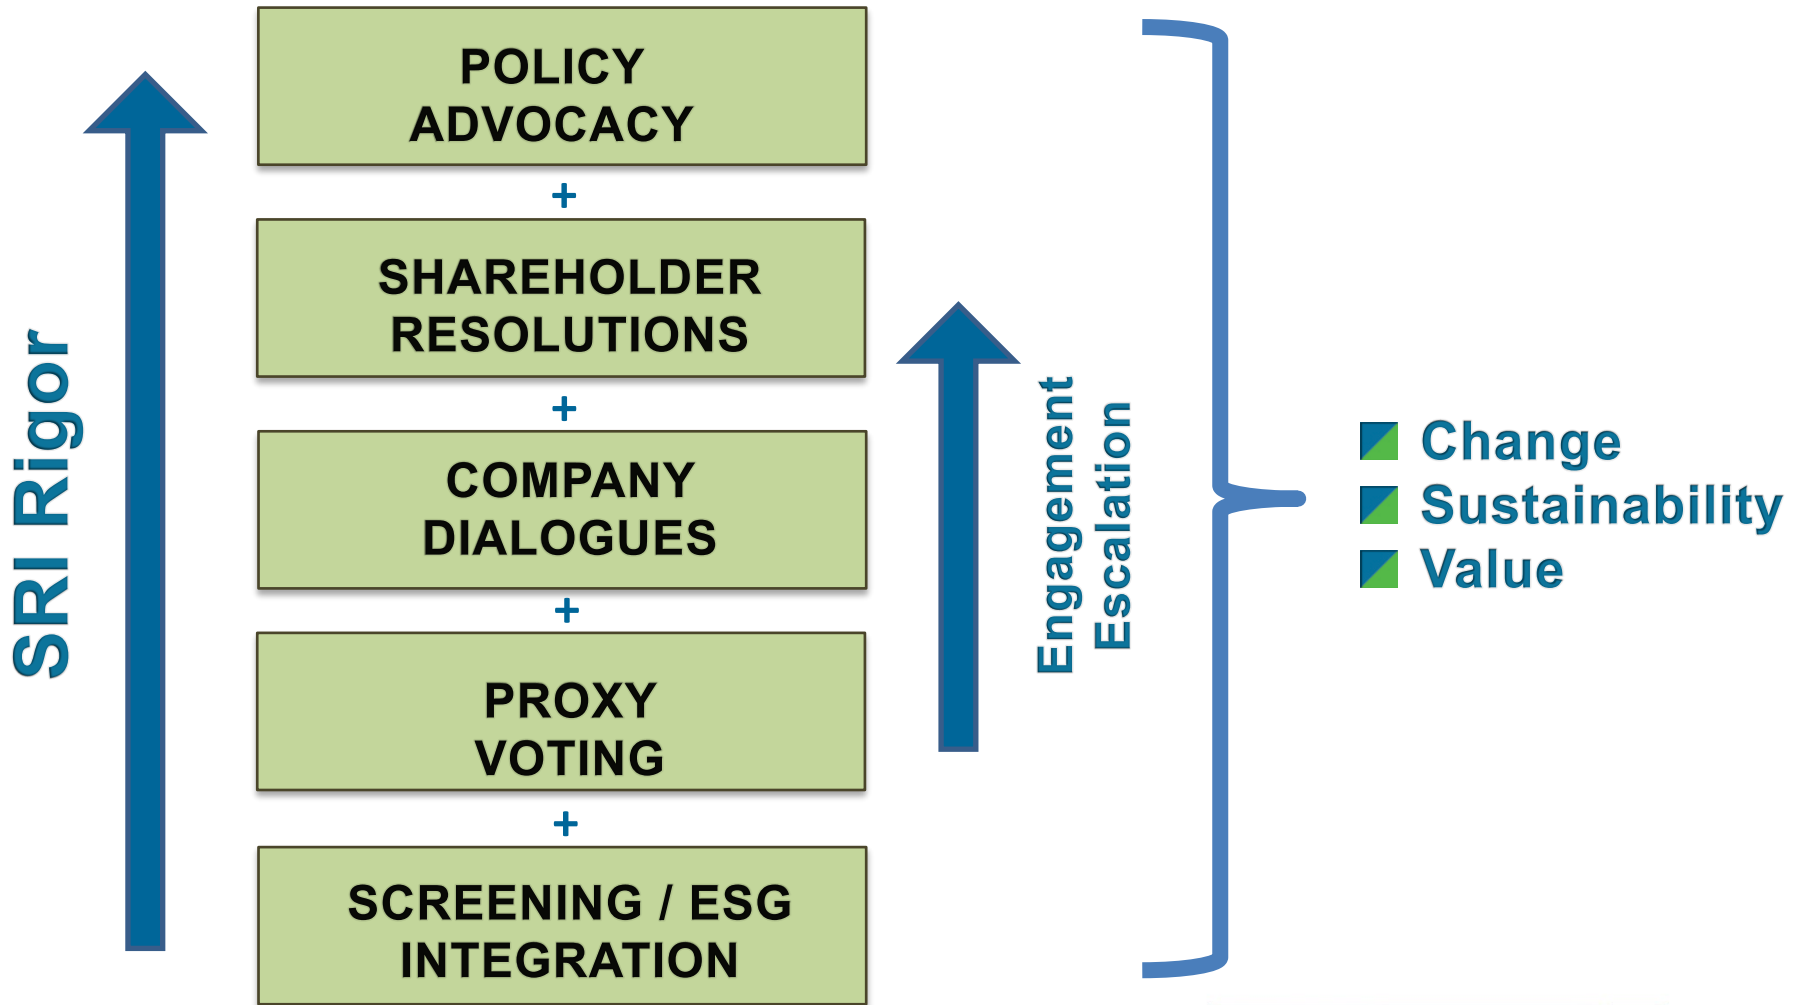 SRI Rigor
POLICY
ADVOCACY
+
SHAREHOLDER
RESOLUTIONS
+
COMPANY
DIALOGUES
+
PROXY
VOTING
+
SCREENING / ESG
INTEGRATION
Engagement
Escalation
Change
Sustainability
Value